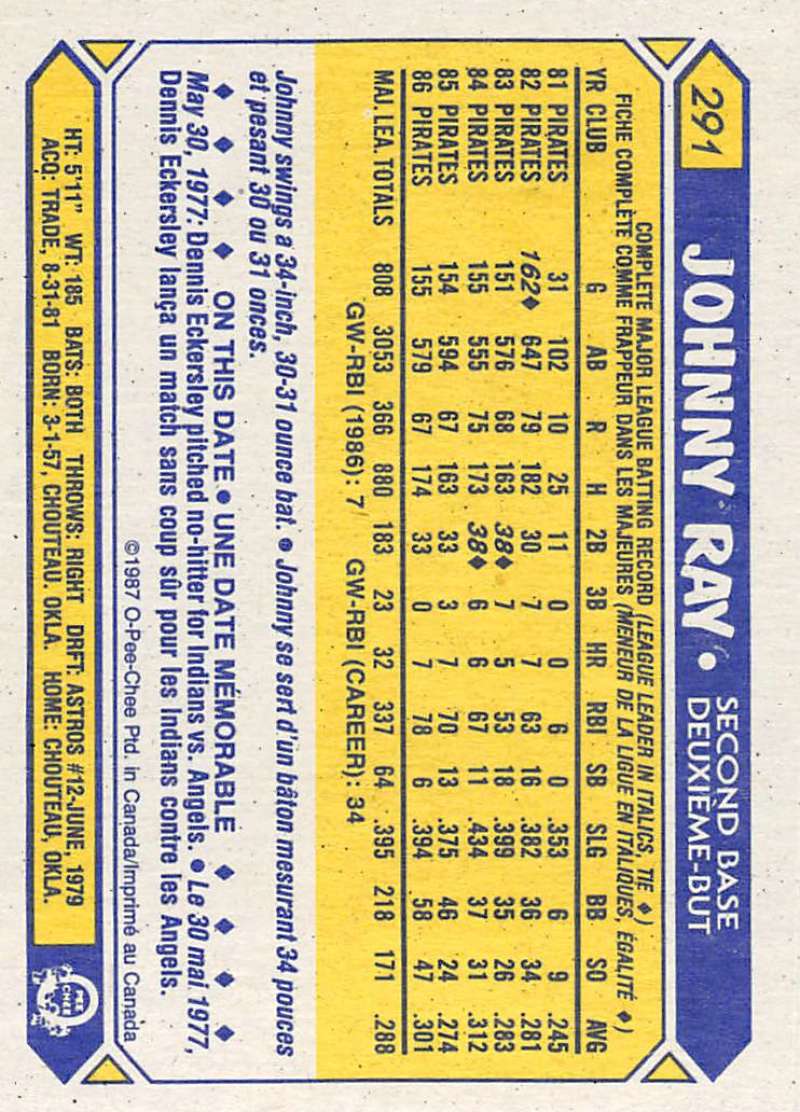 291
JOHNNY RAY •
SECOND BASE
DEUXIÈME-BUT
COMPLETE MAJOR LEAGUE BATTING RECORD (LEAGUE LEADER IN ITALICS, TIE ♦)
FICHE COMPLÈTE COMME FRAPPEUR DANS LES MAJEURES (MENEUR DE LA LIGUE EN ITALIQUES, ÉGALITÉ ♦)
YR CLUB G AB R H 2B 3B HR RBI SB SLG BB SO AVG
81 PIRATES 31 102 10 25 11 0 0 6 0 .353 6 9 .245
82 PIRATES 162♦ 647 79 182 30 7 7 63 16 .382 36 34 .281
83 PIRATES 151 576 68 163 38♦ 7 5 53 18 .399 35 26 .283
84 PIRATES 155 555 75 173 38♦ 6 6 67 11 .434 37 31 .312
85 PIRATES 154 594 67 163 33 3 7 70 13 .375 46 24 .274
86 PIRATES 155 579 67 174 33 0 7 78 6 .394 58 47 .301
MAJ. LEA. TOTALS 808 3053 366 880 183 23 32 337 64 .395 218 171 .288
GW-RBI (1986): 7 GW-RBI (CAREER): 34
Johnny swings a 34-inch, 30-31 ounce bat. • Johnny se sert d'un bâton mesurant 34 pouces
et pesant 30 ou 31 onces.
♦ ♦ ♦ ♦ ON THIS DATE • UNE DATE MÉMORABLE ♦ ♦ ♦ ♦
May 30, 1977: Dennis Eckersley pitched no-hitter for Indians vs. Angels. • Le 30 mai 1977,
Dennis Eckersley lança un match sans coup sûr pour les Indians contre les Angels.
©1987 O-Pee-Chee Ptd. in Canada/Imprimé au Canada
HT: 5'11" WT: 185 BATS: BOTH THROWS: RIGHT DRFT: ASTROS #12-JUNE, 1979
ACQ: TRADE, 8-31-81 BORN: 3-1-57, CHOUTEAU. OKLA. HOME: CHOUTEAU, OKLA.
O
PEE
CHEE